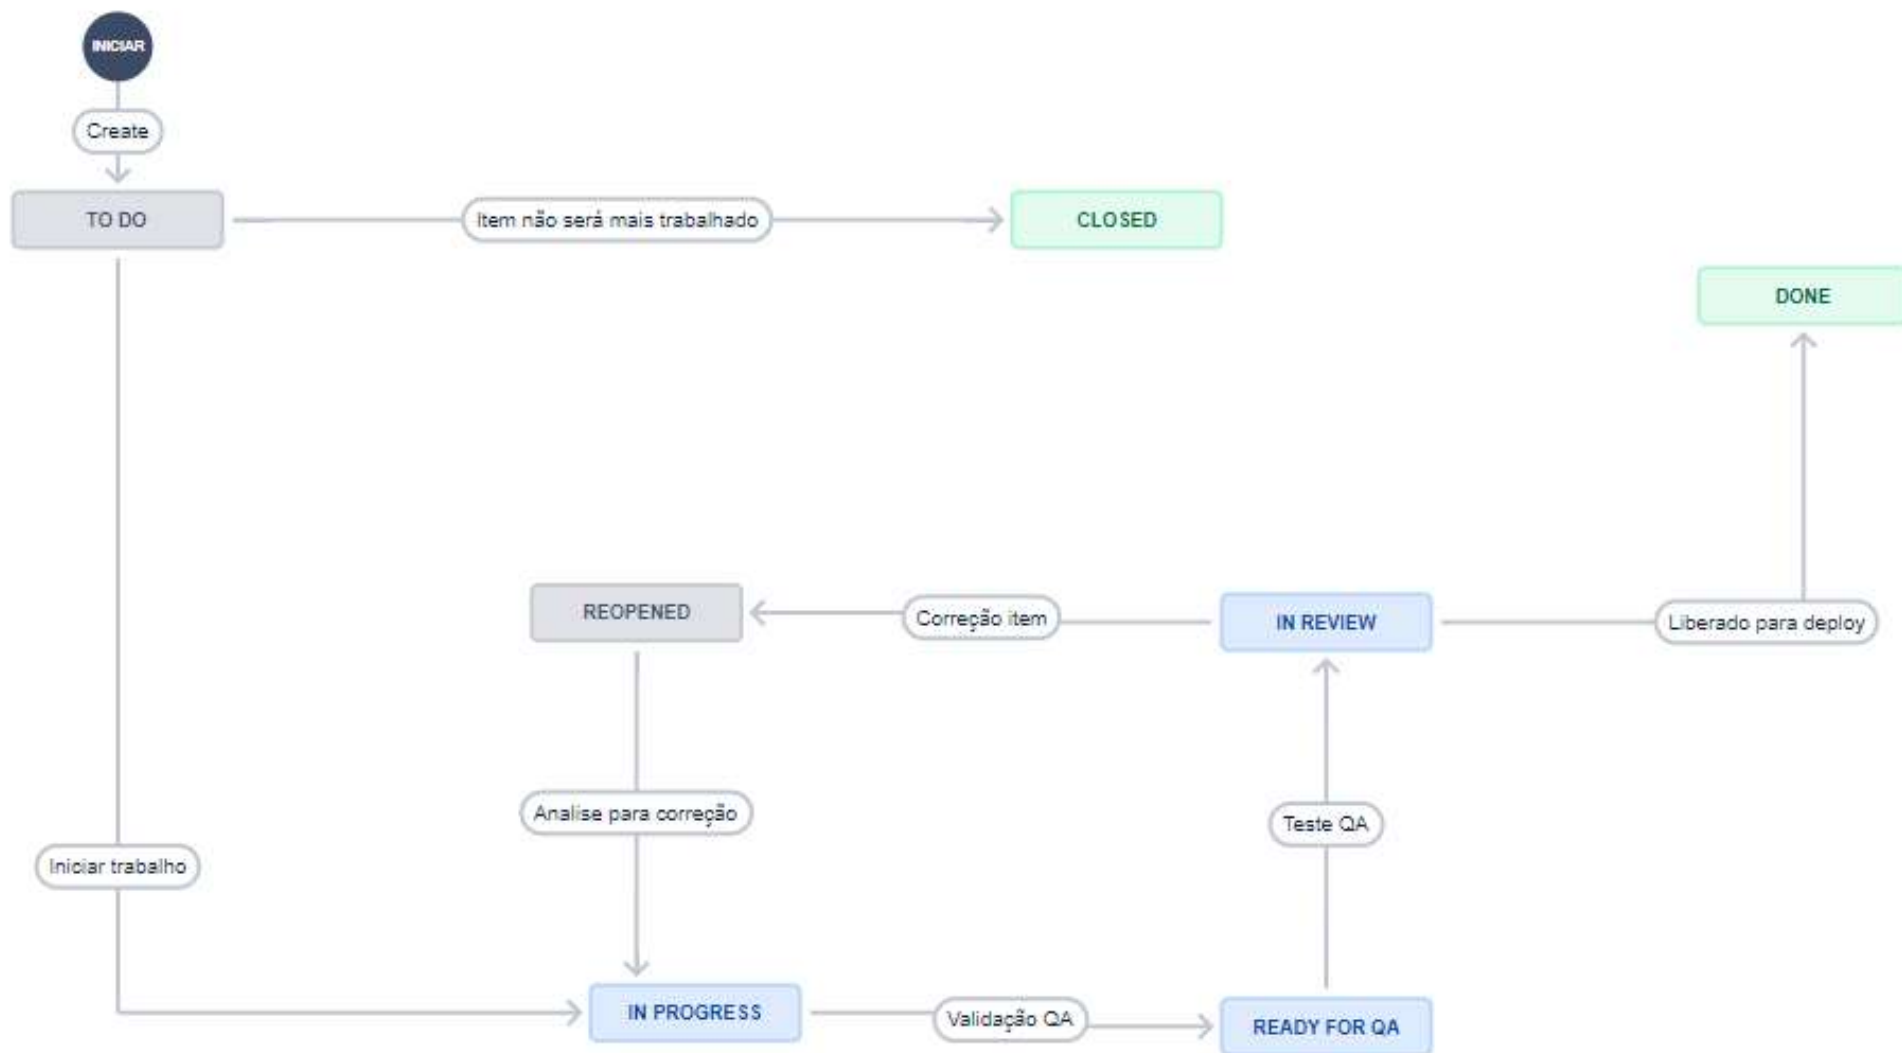 INICIAR
Create
TO DO
Item não será mais trabalhado
CLOSED
DONE
REOPENED
Correção item
IN REVIEW
Liberado para deploy
Analise para correção
Teste QA
Iniciar trabalho
IN PROGRESS
Validação QA
READY FOR QA